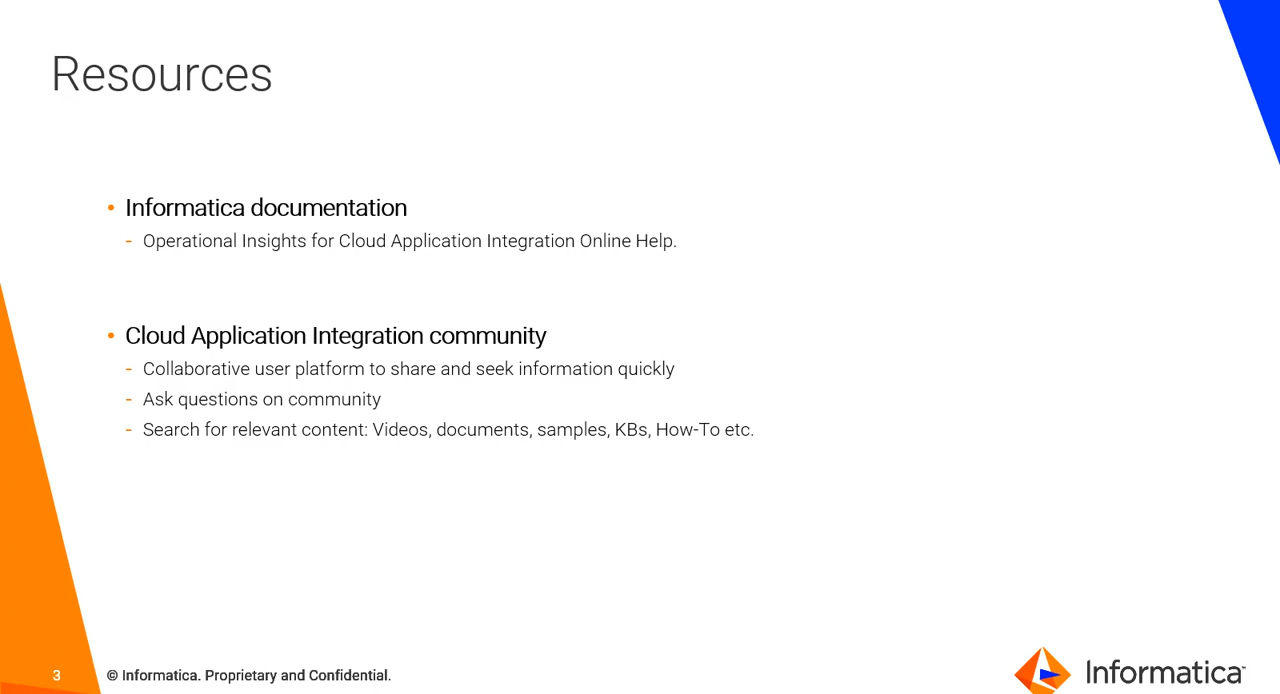 Resources
• Informatica documentation
- Operational Insights for Cloud Application Integration Online Help.
• Cloud Application Integration community
- Collaborative user platform to share and seek information quickly
- Ask questions on community
- Search for relevant content: Videos, documents, samples, KBs, How-To etc.
3 © Informatica. Proprietary and Confidential.
Informatica™